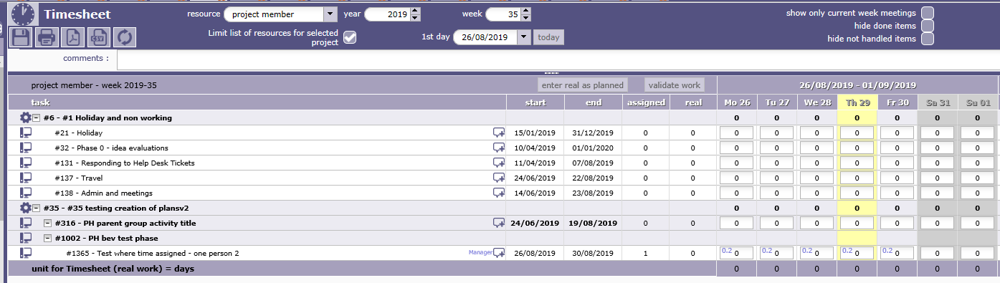 Timesheet resource project member year 2019 week 35 show only current week meetings
hide done items
Limit list of resources for selected project 1st day 26/08/2019 today hide not handled items
CSV
comments :
project member - week 2019-35 enter real as planned validate work 26/08/2019 - 01/09/2019
task start end assigned real Mo 26 Tu 27 We 28 Th 29 Fr 30 Sa 31 Su 01
#6 - #1 Holiday and non working 0 0 0 0 0 0 0
#21 - Holiday 15/01/2019 31/12/2019 0 0 0 0 0 0 0 0 0
#32 - Phase 0 - idea evaluations 10/04/2019 01/01/2020 0 0 0 0 0 0 0 0 0
#131 - Responding to Help Desk Tickets 11/04/2019 07/08/2019 0 0 0 0 0 0 0 0 0
#137 - Travel 24/06/2019 22/08/2019 0 0 0 0 0 0 0 0 0
#138 - Admin and meetings 14/06/2019 23/08/2019 0 0 0 0 0 0 0 0 0
#35 - #35 testing creation of plansv2 0 0 0 0 0 0 0
#316 - PH parent group activity title 24/06/2019 19/08/2019 0 0 0 0 0 0 0 0 0
#1002 - PH bev test phase
#1365 - Test where time assigned - one person 2 Manager 26/08/2019 30/08/2019 1 0 0.2 0 0.2 0 0.2 0 0.2 0 0.2 0 0 0
unit for Timesheet (real work) = days 0 0 0 0 0 0 0